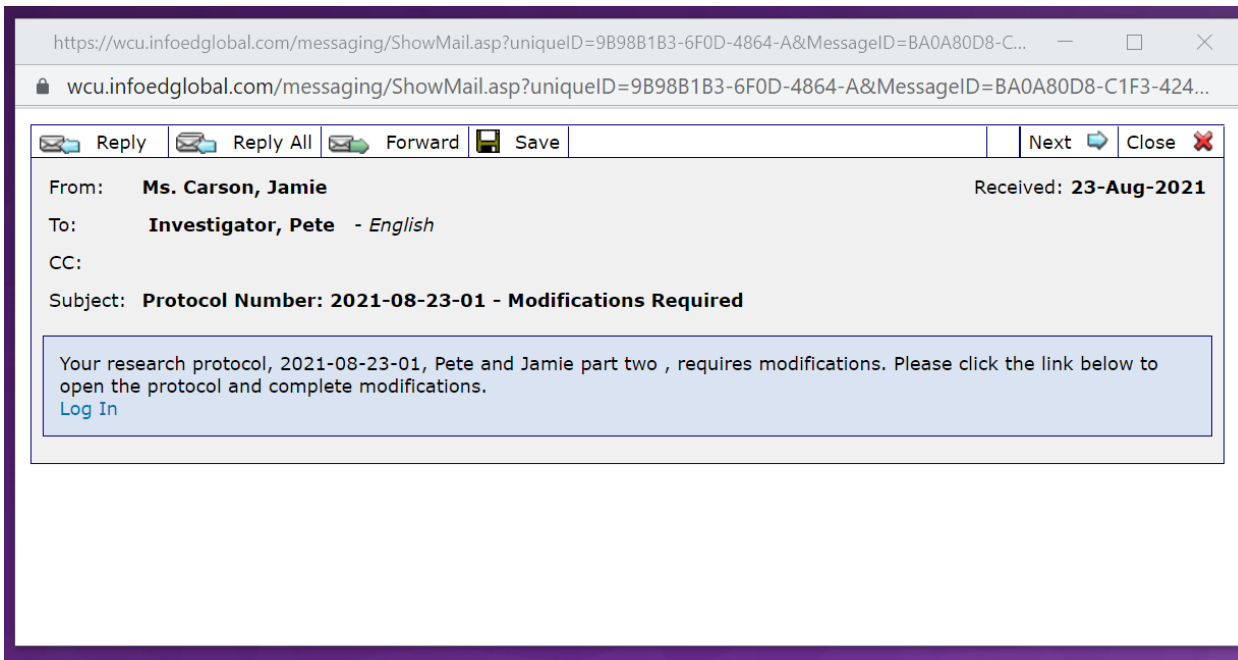 https://wcu.infoedglobal.com/messaging/ShowMail.asp?uniqueID=9B98B1B3-6F0D-4864-A&MessageID=BA0A80D8-C...
wcu.infoedglobal.com/messaging/ShowMail.asp?uniqueID=9B98B1B3-6F0D-4864-A&MessageID=BA0A80D8-C1F3-424...
Reply Reply All Forward Save Next Close
From: Ms. Carson, Jamie Received: 23-Aug-2021
To: Investigator, Pete - English
CC:
Subject: Protocol Number: 2021-08-23-01 - Modifications Required
Your research protocol, 2021-08-23-01, Pete and Jamie part two , requires modifications. Please click the link below to
open the protocol and complete modifications.
Log In